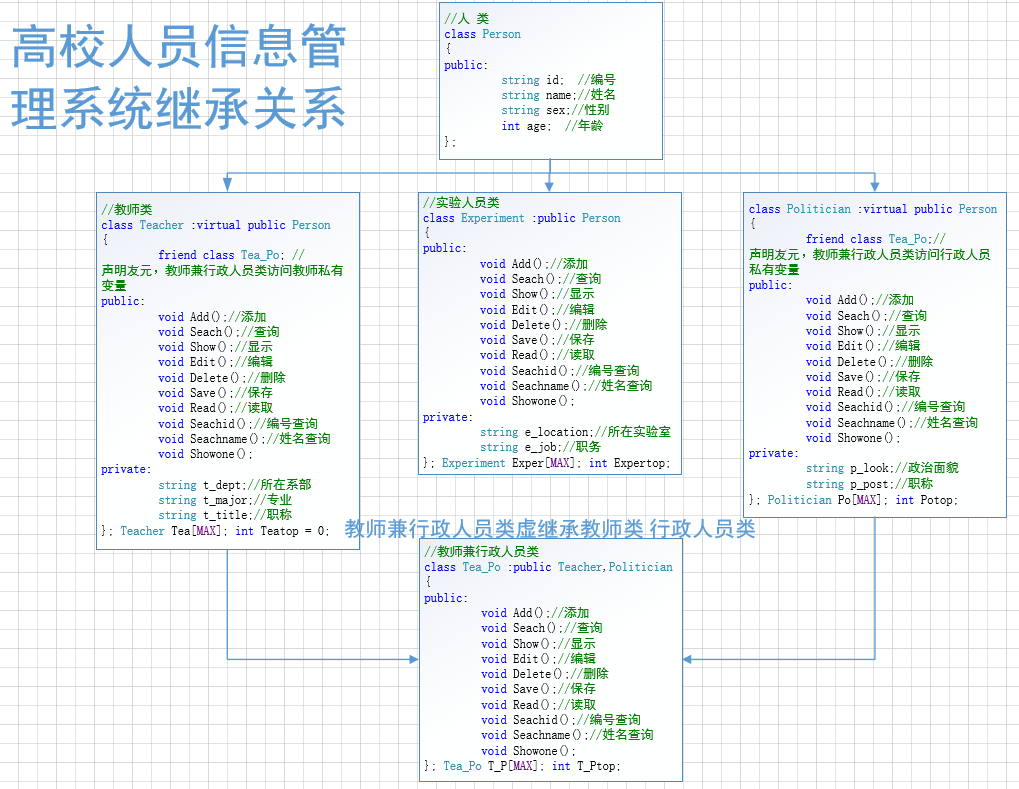 高校人员信息管
理系统继承关系
//人 类
class Person
{
public:
string id; //编号
string name;//姓名
string sex;//性别
int age; //年龄
};
//教师类
class Teacher :virtual public Person
{
friend class Tea_Po; //
声明友元，教师兼行政人员类访问教师私有
变量
public:
void Add();//添加
void Seach();//查询
void Show();//显示
void Edit();//编辑
void Delete();//删除
void Save();//保存
void Read();//读取
void Seachid();//编号查询
void Seachname();//姓名查询
void Showone();
private:
string t_dept;//所在系部
string t_major;//专业
string t_title;//职称
}; Teacher Tea[MAX]; int Teatop = 0;
//实验人员类
class Experiment :public Person
{
public:
void Add();//添加
void Seach();//查询
void Show();//显示
void Edit();//编辑
void Delete();//删除
void Save();//保存
void Read();//读取
void Seachid();//编号查询
void Seachname();//姓名查询
void Showone();
private:
string e_location;//所在实验室
string e_job;//职务
}; Experiment Exper[MAX]; int Expertop;
class Politician :virtual public Person
{
friend class Tea_Po;//
声明友元，教师兼行政人员类访问行政人员
私有变量
public:
void Add();//添加
void Seach();//查询
void Show();//显示
void Edit();//编辑
void Delete();//删除
void Save();//保存
void Read();//读取
void Seachid();//编号查询
void Seachname();//姓名查询
void Showone();
private:
string p_look;//政治面貌
string p_post;//职称
}; Politician Po[MAX]; int Potop;
教师兼行政人员类虚继承教师类 行政人员类
//教师兼行政人员类
class Tea_Po :public Teacher,Politician
{
public:
void Add();//添加
void Seach();//查询
void Show();//显示
void Edit();//编辑
void Delete();//删除
void Save();//保存
void Read();//读取
void Seachid();//编号查询
void Seachname();//姓名查询
void Showone();
}; Tea_Po T_P[MAX]; int T_Ptop;